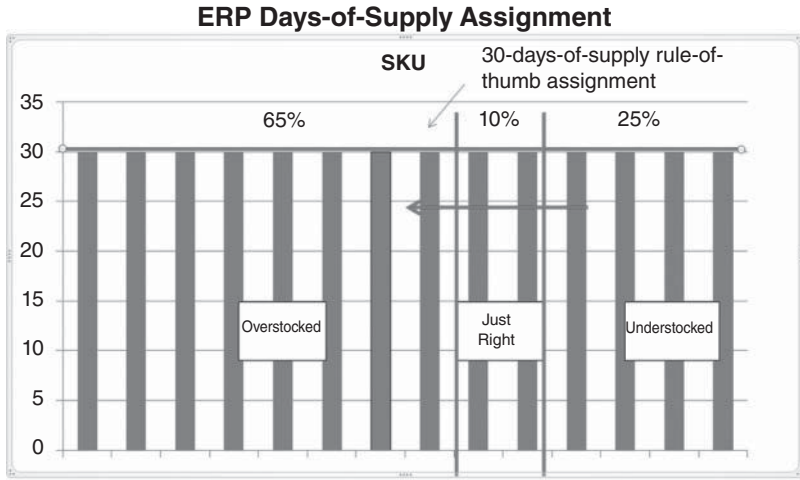 ERP Days-of-Supply Assignment
SKU
30-days-of-supply rule-of-
thumb assignment
35
65%
10%
25%
30
25
20
15
Overstocked
Just
Right
Understocked
10
5
0